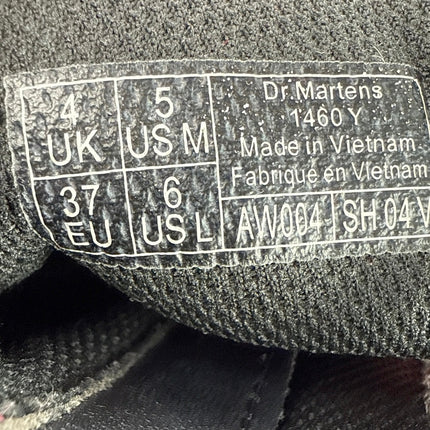 4 UK
5 US M
37 EU
6 US L
Dr.Martens
1460 Y
Made in Vietnam
Fabriqué en Vietnam
AW004
SH 04 V